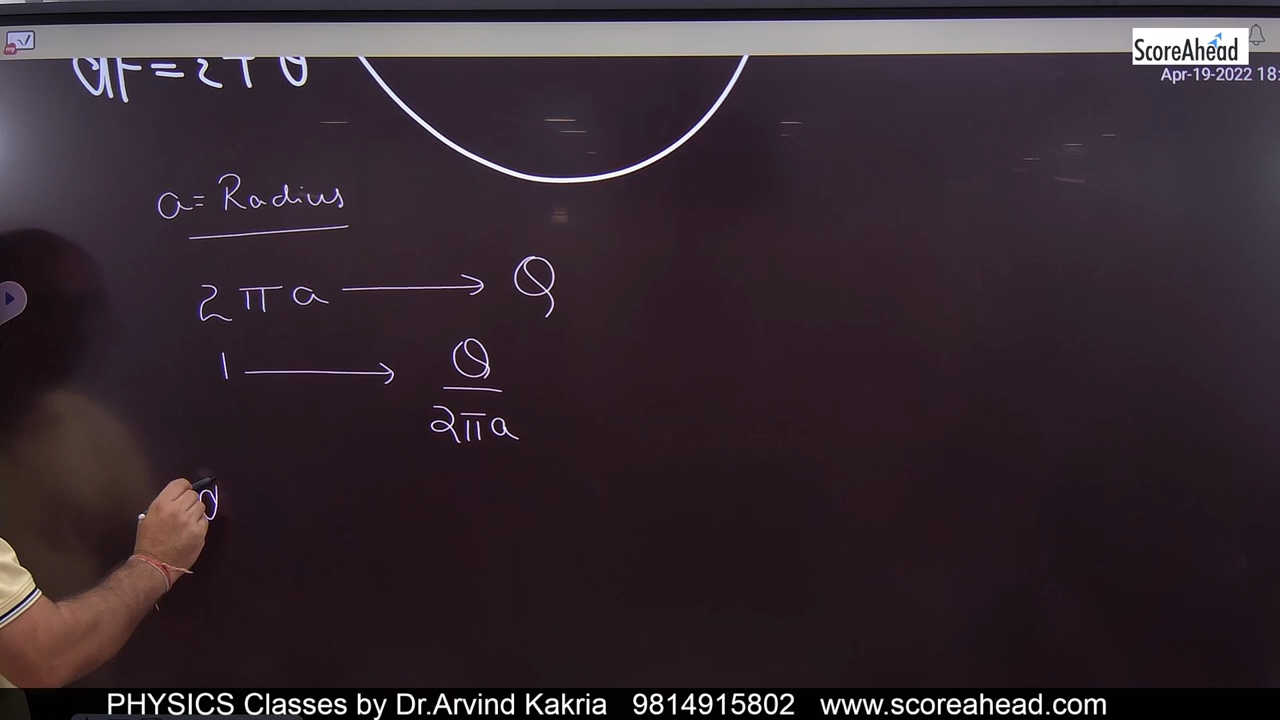 ScoreAhead
Apr-19-2022 18:
= 2T θ
a = Radius
2πa → Q
1 → Q / 2πa
d
PHYSICS Classes by Dr.Arvind Kakria 9814915802 www.scoreahead.com